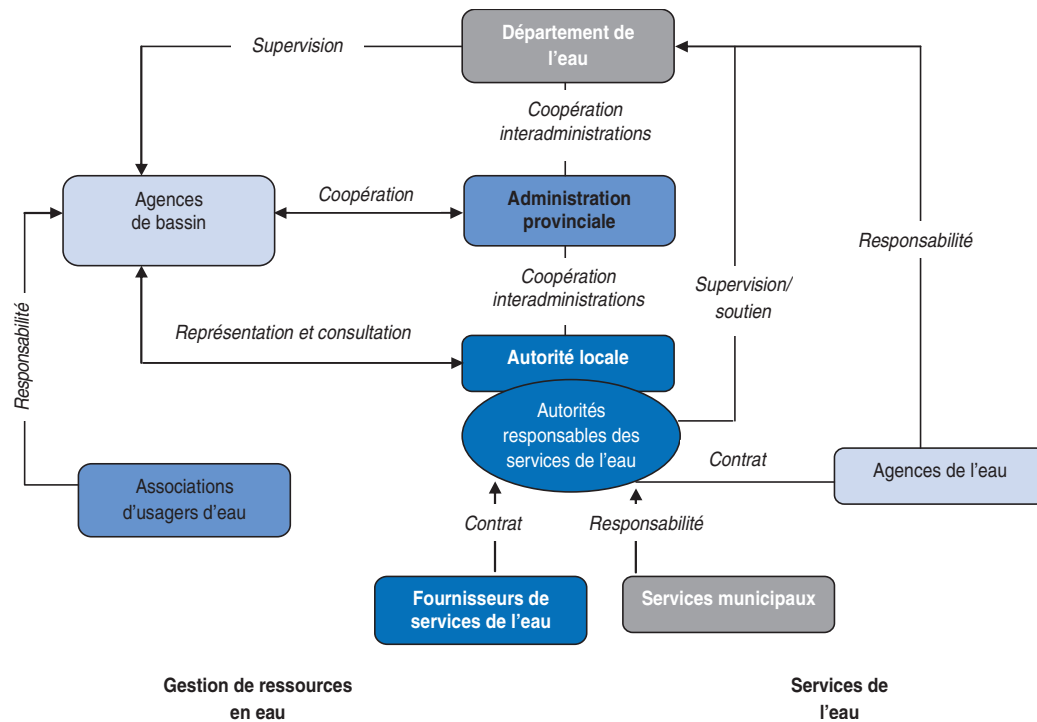 Département de
l'eau
Supervision
Coopération
interadministrations
Agences
de bassin
Coopération
Administration
provinciale
Responsabilité
Coopération
interadministrations
Supervision/
soutien
Représentation et consultation
Autorité locale
Responsabilité
Autorités
responsables des
services de l'eau
Contrat
Agences de l'eau
Associations
d'usagers d'eau
Contrat
Responsabilité
Fournisseurs de
services de l'eau
Services municipaux
Gestion de ressources
en eau
Services de
l'eau